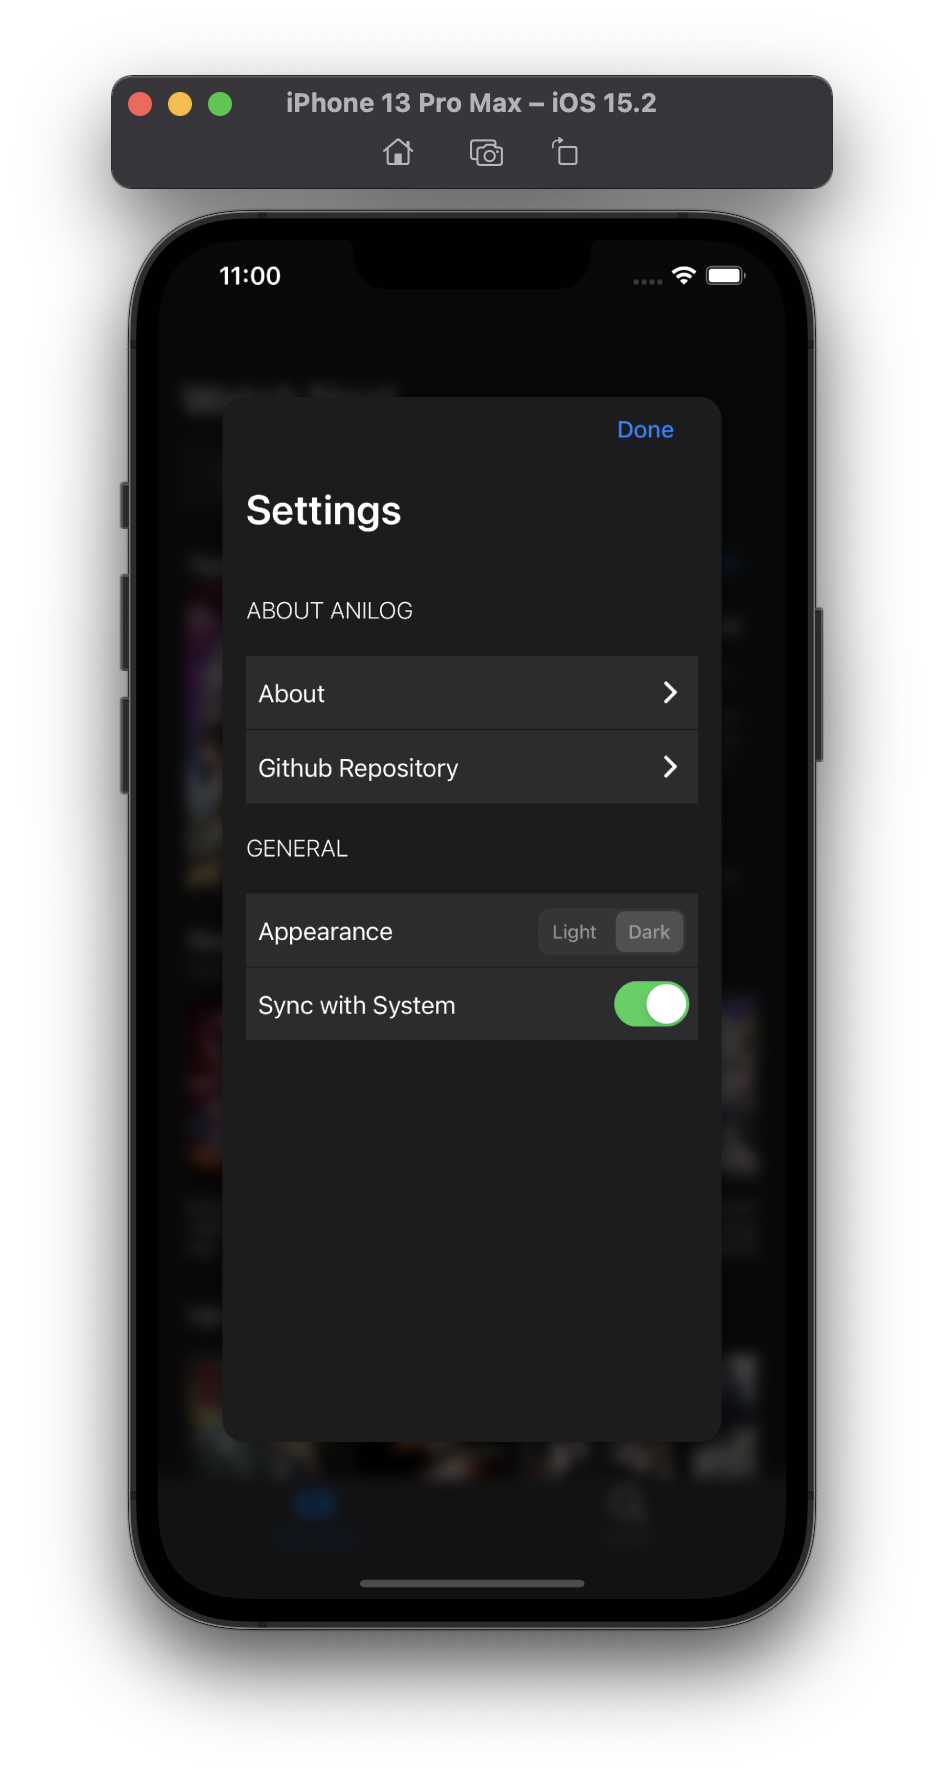 iPhone 13 Pro Max – iOS 15.2
11:00
Done
Settings
ABOUT ANILOG
About
Github Repository
GENERAL
Appearance
Light
Dark
Sync with System